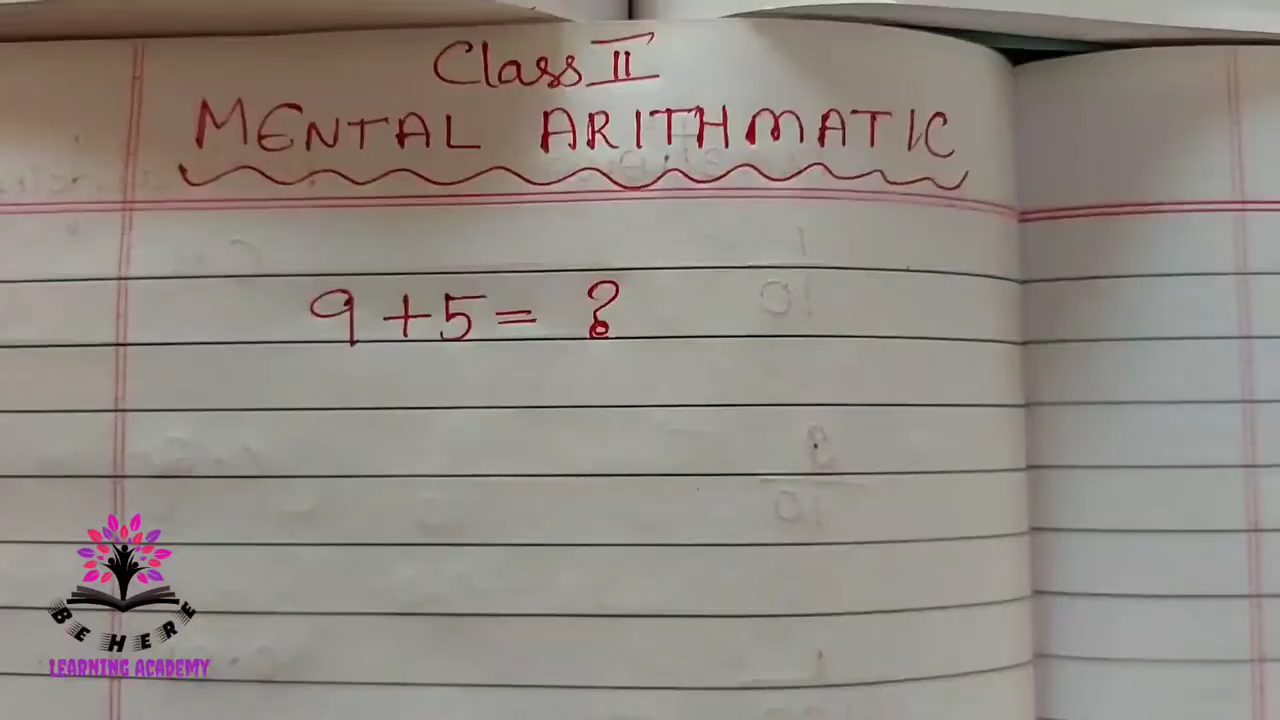 Class II
MENTAL ARITHMATIC
9 + 5 = ?
BE HERE
LEARNING ACADEMY